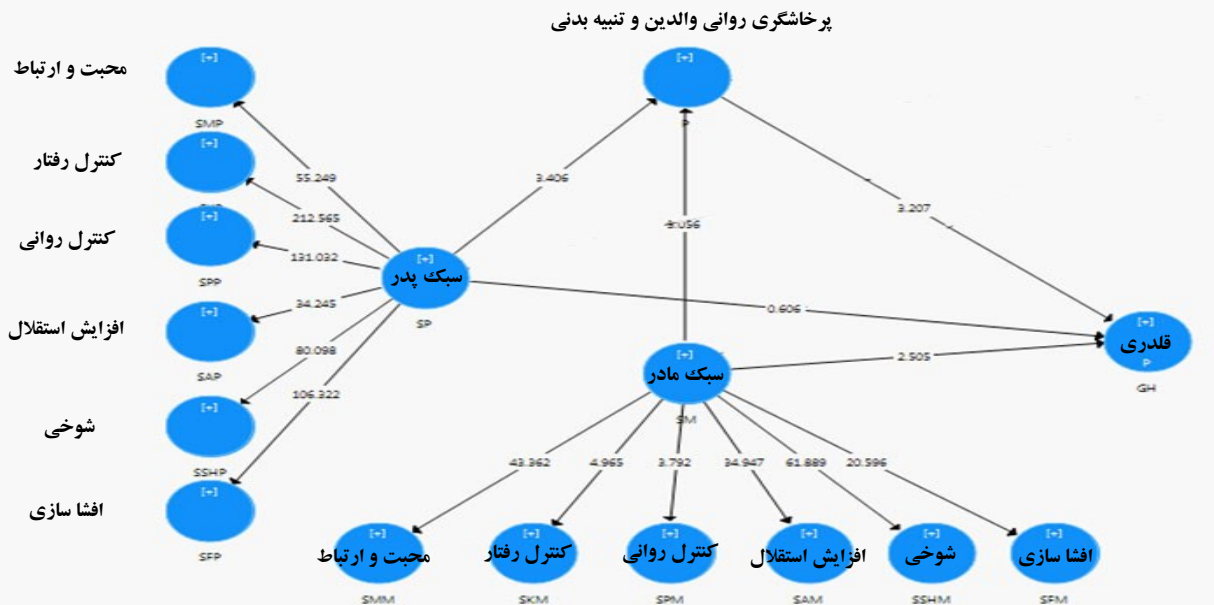 پرخاشگری روانی والدین و تنبیه بدنی
[+]
P
محبت و ارتباط
[+]
SMP
کنترل رفتار
[+]
کنترل روانی
[+]
SPP
افزایش استقلال
[+]
SAP
شوخی
[+]
SSHP
افشا سازی
[+]
SFP
55.249
212.565
131.032
34.245
80.098
106.322
[+]
سبک پدر
SP
3.406
3.207
0.606
2.505
[+]
سبک مادر
SM
[+]
قلدری
P
GH
43.362
4.965
3.792
34.947
61.889
20.596
[+]
محبت و ارتباط
SMM
[+]
کنترل رفتار
SKM
[+]
کنترل روانی
SPM
[+]
افزایش استقلال
SAM
[+]
شوخی
SSHM
[+]
افشا سازی
SFM